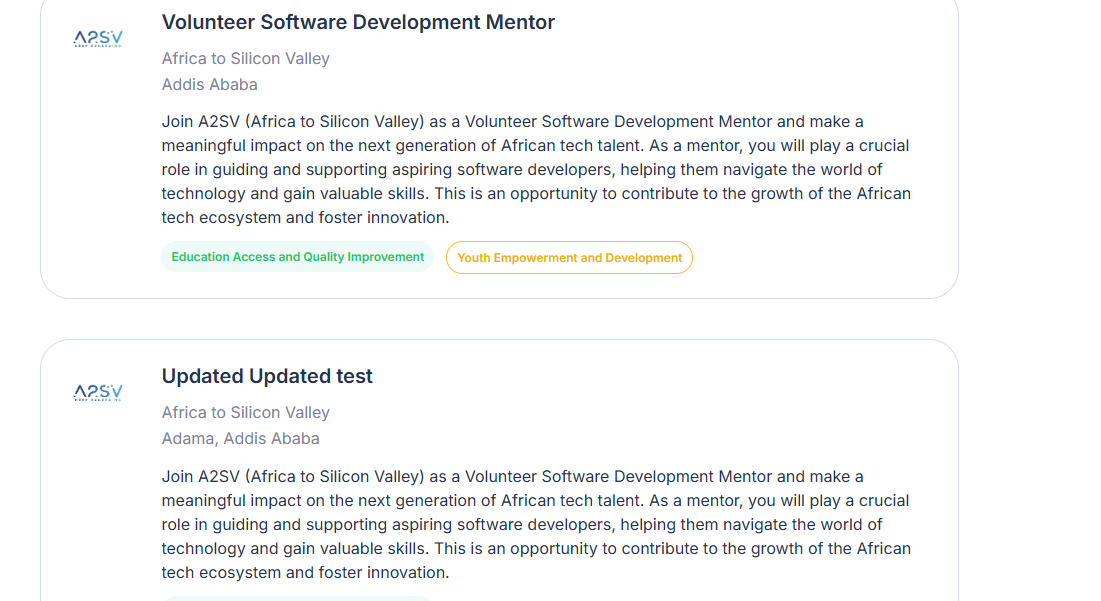 A2SV
Volunteer Software Development Mentor
Africa to Silicon Valley
Addis Ababa
Join A2SV (Africa to Silicon Valley) as a Volunteer Software Development Mentor and make a
meaningful impact on the next generation of African tech talent. As a mentor, you will play a crucial
role in guiding and supporting aspiring software developers, helping them navigate the world of
technology and gain valuable skills. This is an opportunity to contribute to the growth of the African
tech ecosystem and foster innovation.
Education Access and Quality Improvement
Youth Empowerment and Development
A2SV
Updated Updated test
Africa to Silicon Valley
Adama, Addis Ababa
Join A2SV (Africa to Silicon Valley) as a Volunteer Software Development Mentor and make a
meaningful impact on the next generation of African tech talent. As a mentor, you will play a crucial
role in guiding and supporting aspiring software developers, helping them navigate the world of
technology and gain valuable skills. This is an opportunity to contribute to the growth of the African
tech ecosystem and foster innovation.